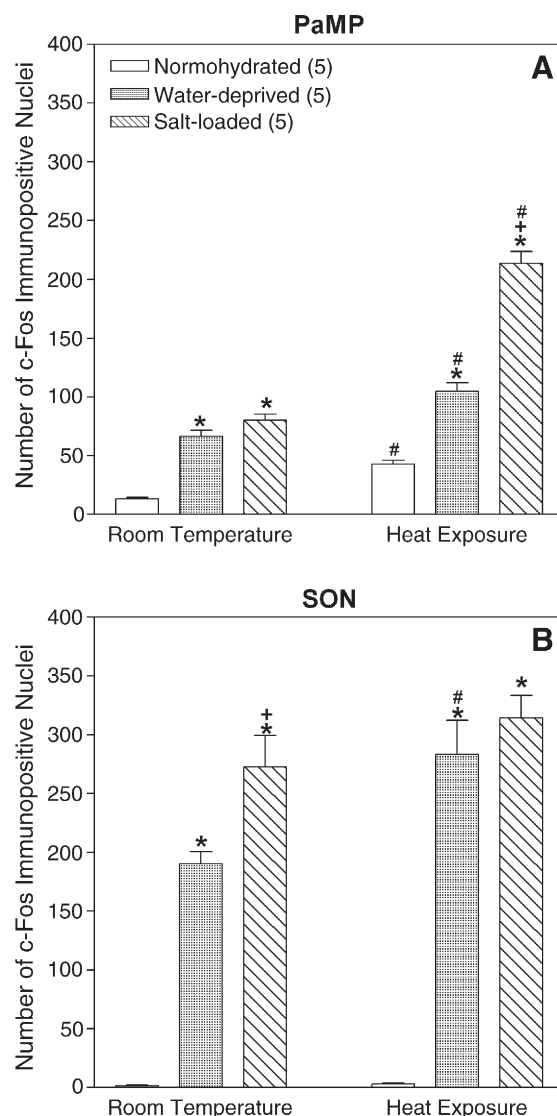 PaMP
A
Number of c-Fos Immunopositive Nuclei
400
350
300
250
200
150
100
50
0
Normohydrated (5)
Water-deprived (5)
Salt-loaded (5)
*
*
#
#
*
#
+
*
Room Temperature
Heat Exposure
SON
B
Number of c-Fos Immunopositive Nuclei
400
350
300
250
200
150
100
50
0
*
+
*
#
*
*
Room Temperature
Heat Exposure